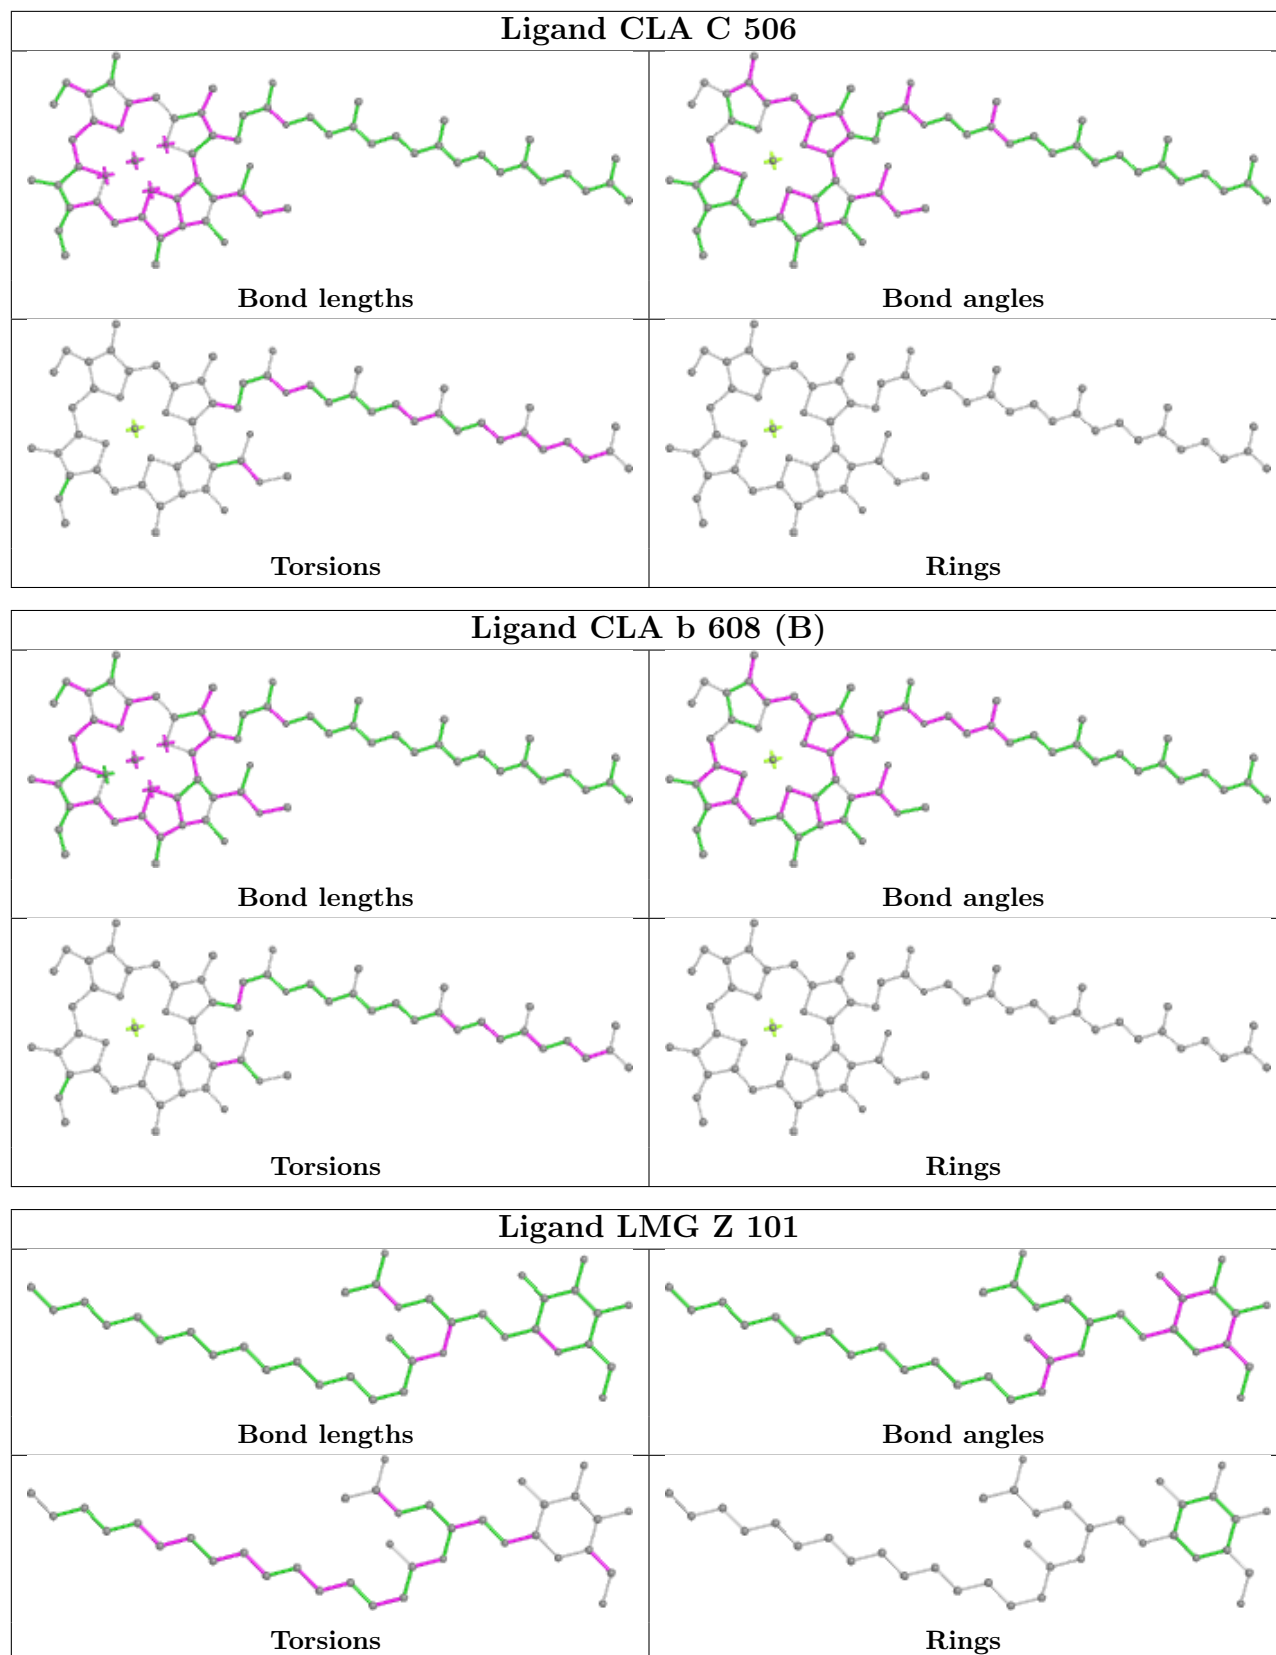 Ligand CLA C 506
Bond lengths
Bond angles
Torsions
Rings
Ligand CLA b 608 (B)
Bond lengths
Bond angles
Torsions
Rings
Ligand LMG Z 101
Bond lengths
Bond angles
Torsions
Rings